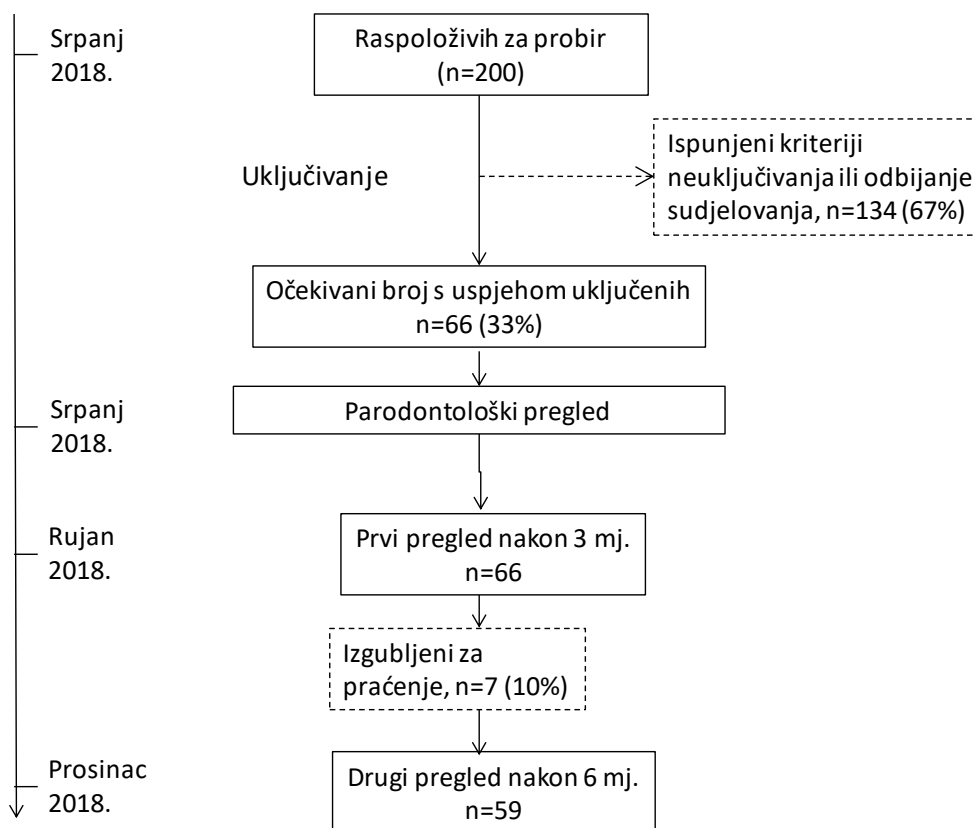 Srpanj
2018.
Raspoloživih za probir
(n=200)
Uključivanje
Ispunjeni kriteriji
neuključivanja ili odbijanje
sudjelovanja, n=134 (67%)
Očekivani broj s uspjehom uključenih
n=66 (33%)
Srpanj
2018.
Parodontološki pregled
Rujan
2018.
Prvi pregled nakon 3 mj.
n=66
Izgubljeni za
praćenje, n=7 (10%)
Prosinac
2018.
Drugi pregled nakon 6 mj.
n=59